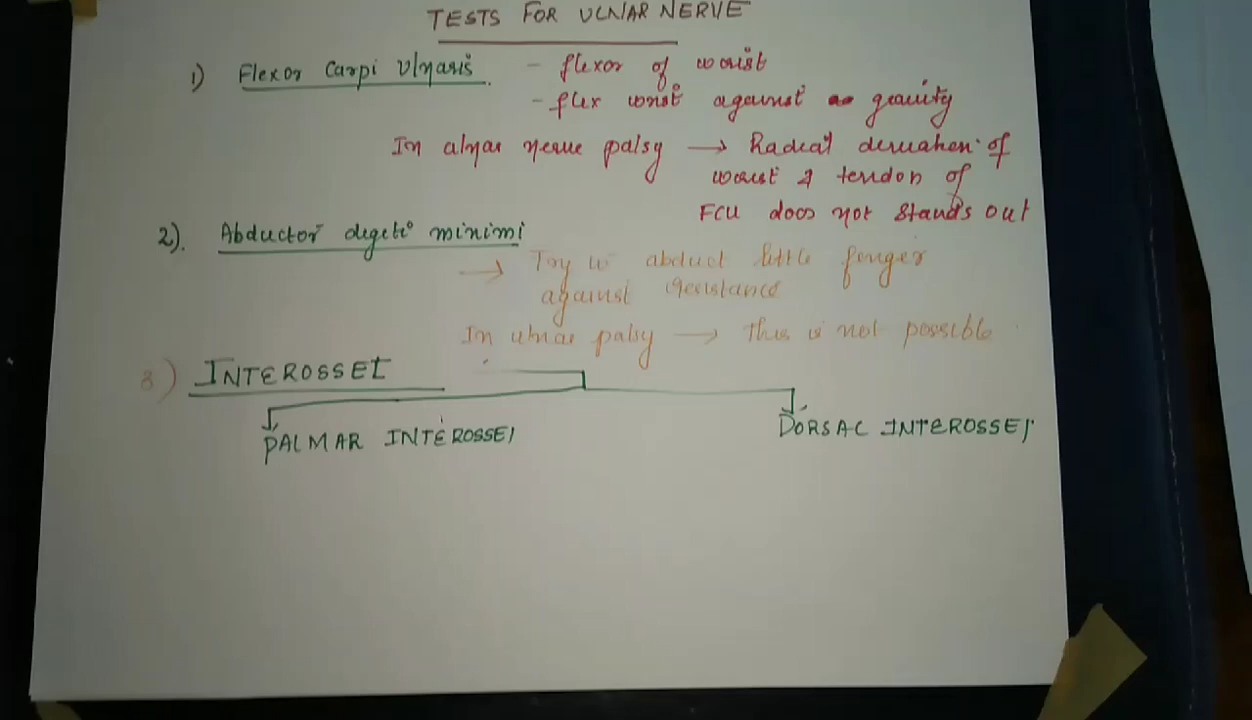 TESTS FOR ULNAR NERVE
1) Flexor Carpi Ulnaris - flexor of wrist
- flex wrist against gravity
In ulnar nerve palsy → Radial deviation of
wrist & tendon of
FCU does not stands out
2). Abductor degeti minimi
→ Try to abduct little finger
against resistance
In ulnar palsy → This is not possible
3) INTEROSSEI
PALMAR INTEROSSEI DORSAL INTEROSSEI